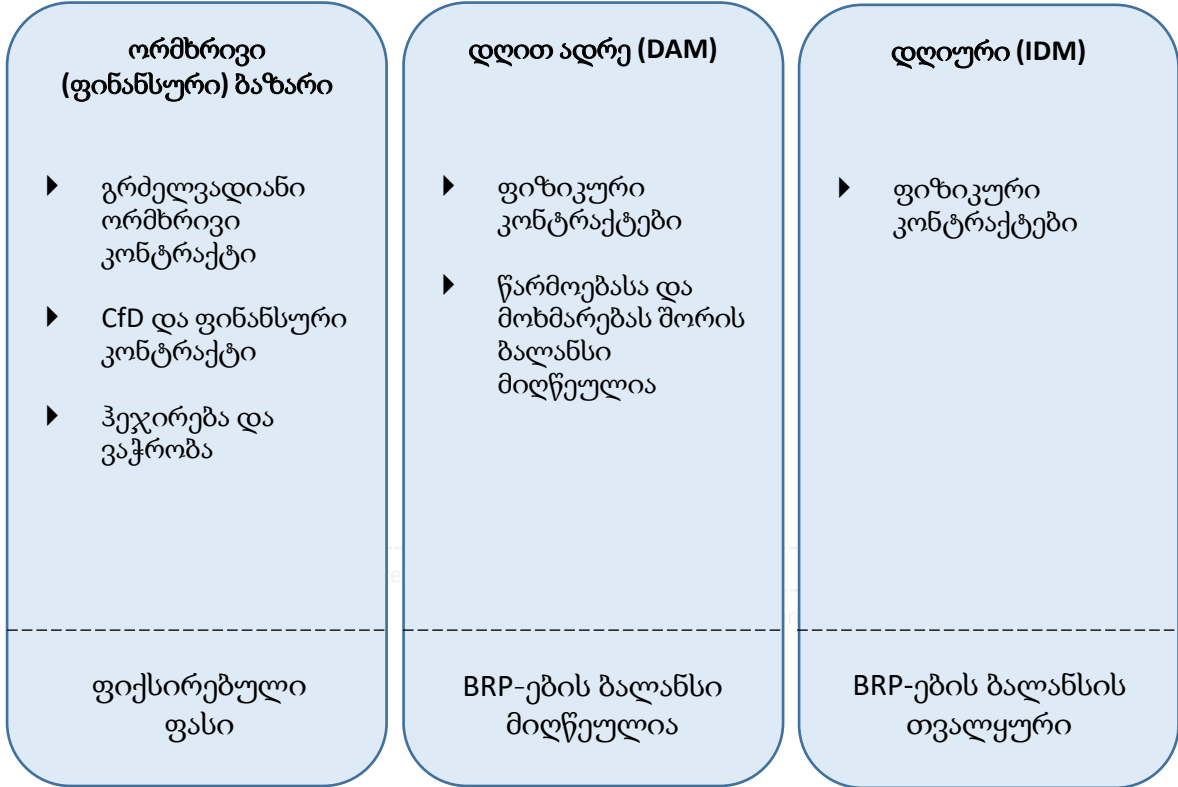 ორმხრივი
(ფინანსური) ბაზარი
გრძელვადიანი
ორმხრივი
კონტრაქტი
CfD და ფინანსური
კონტრაქტი
ჰეჯირება და
ვაჭრობა
ფიქსირებული
ფასი
დღით ადრე (DAM)
ფიზიკური
კონტრაქტები
წარმოებასა და
მოხმარებას შორის
ბალანსი
მიღწეულია
BRP-ების ბალანსი
მიღწეულია
დღიური (IDM)
ფიზიკური
კონტრაქტები
BRP-ების ბალანსის
თვალყური